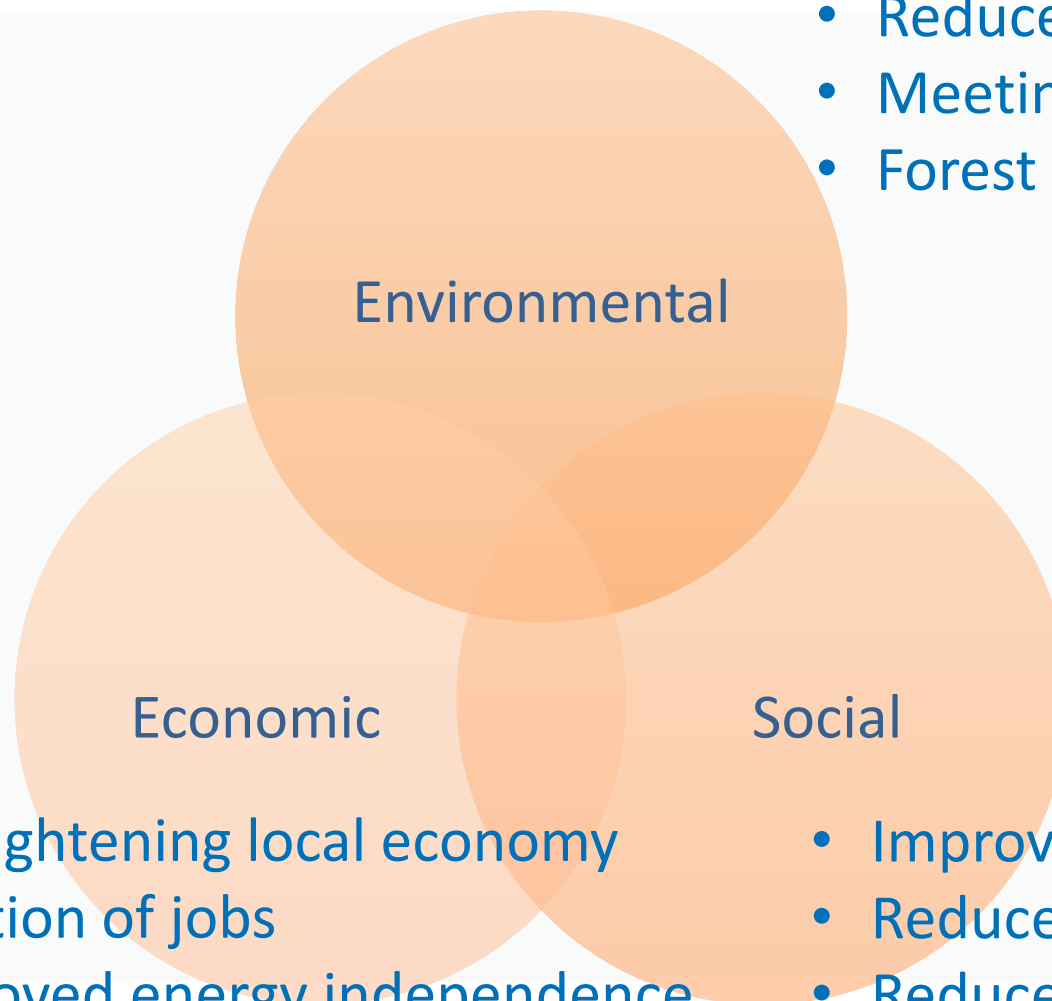 • Reduce
• Meetin
• Forest
Environmental
Economic
Social
ghtening local economy
tion of jobs
oved energy independence
• Improv
• Reduce
• Reduce